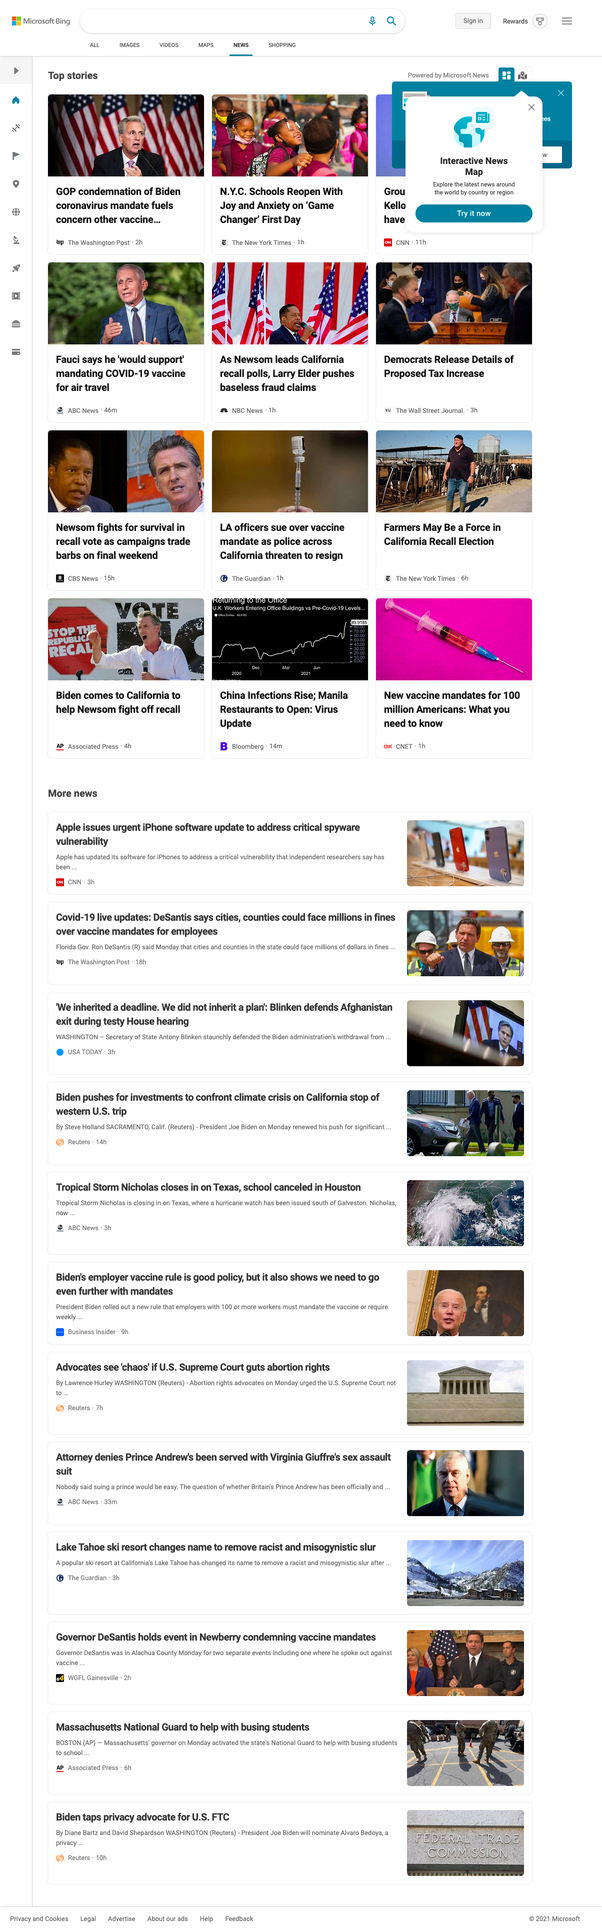 Microsoft Bing
Sign in
Rewards
ALL
IMAGES
VIDEOS
MAPS
NEWS
SHOPPING
Top stories
Powered by Microsoft News
Interactive News
Map
Explore the latest news around
the world by country or region
Try it now
GOP condemnation of Biden
coronavirus mandate fuels
concern other vaccine...
The Washington Post · 2h
N.Y.C. Schools Reopen With
Joy and Anxiety on 'Game
Changer' First Day
The New York Times · 1h
Grou
Kello
have
CNN · 11h
Fauci says he 'would support'
mandating COVID-19 vaccine
for air travel
ABC News · 46m
As Newsom leads California
recall polls, Larry Elder pushes
baseless fraud claims
NBC News · 1h
Democrats Release Details of
Proposed Tax Increase
The Wall Street Journal. · 3h
Newsom fights for survival in
recall vote as campaigns trade
barbs on final weekend
CBS News · 15h
LA officers sue over vaccine
mandate as police across
California threaten to resign
The Guardian · 1h
Farmers May Be a Force in
California Recall Election
The New York Times · 6h
VOTE
STOP THE
REPUBLIC
RECAL
Returning to the Office
U.K. Workers Entering Office Buildings vs Pre-Covid-19 Levels...
Dec Mar Jun
2020 2021
Biden comes to California to
help Newsom fight off recall
Associated Press · 4h
China Infections Rise; Manila
Restaurants to Open: Virus
Update
Bloomberg · 14m
New vaccine mandates for 100
million Americans: What you
need to know
CNET · 1h
More news
Apple issues urgent iPhone software update to address critical spyware
vulnerability
Apple has updated its software for iPhones to address a critical vulnerability that independent researchers say has
been ...
CNN · 3h
Covid-19 live updates: DeSantis says cities, counties could face millions in fines
over vaccine mandates for employees
Florida Gov. Ron DeSantis (R) said Monday that cities and counties in the state could face millions of dollars in fines ...
The Washington Post · 18h
'We inherited a deadline. We did not inherit a plan': Blinken defends Afghanistan
exit during testy House hearing
WASHINGTON – Secretary of State Antony Blinken staunchly defended the Biden administration's withdrawal from ...
USA TODAY · 3h
Biden pushes for investments to confront climate crisis on California stop of
western U.S. trip
By Steve Holland SACRAMENTO, Calif. (Reuters) - President Joe Biden on Monday renewed his push for significant ...
Reuters · 14h
Tropical Storm Nicholas closes in on Texas, school canceled in Houston
Tropical Storm Nicholas is closing in on Texas, where a hurricane watch has been issued south of Galveston. Nicholas,
now ...
ABC News · 3h
Biden's employer vaccine rule is good policy, but it also shows we need to go
even further with mandates
President Biden rolled out a new rule that employers with 100 or more workers must mandate the vaccine or require
weekly ...
Business Insider · 9h
Advocates see 'chaos' if U.S. Supreme Court guts abortion rights
By Lawrence Hurley WASHINGTON (Reuters) - Abortion rights advocates on Monday urged the U.S. Supreme Court not
to ...
Reuters · 7h
Attorney denies Prince Andrew's been served with Virginia Giuffre's sex assault
suit
Nobody said suing a prince would be easy. The question of whether Britain's Prince Andrew has been officially and ...
ABC News · 33m
Lake Tahoe ski resort changes name to remove racist and misogynistic slur
A popular ski resort at California's Lake Tahoe has changed its name to remove a racist and misogynistic slur after ...
The Guardian · 3h
Governor DeSantis holds event in Newberry condemning vaccine mandates
Governor DeSantis was in Alachua County Monday for two separate events including one where he spoke out against
vaccine ...
WGFL Gainesville · 2h
Massachusetts National Guard to help with busing students
BOSTON (AP) — Massachusetts' governor on Monday activated the state's National Guard to help with busing students
to school ...
Associated Press · 6h
Biden taps privacy advocate for U.S. FTC
By Diane Bartz and David Shepardson WASHINGTON (Reuters) - President Joe Biden will nominate Alvaro Bedoya, a
privacy ...
Reuters · 10h
FEDERAL TRADE
COMMISSION
Privacy and Cookies
Legal
Advertise
About our ads
Help
Feedback
© 2021 Microsoft